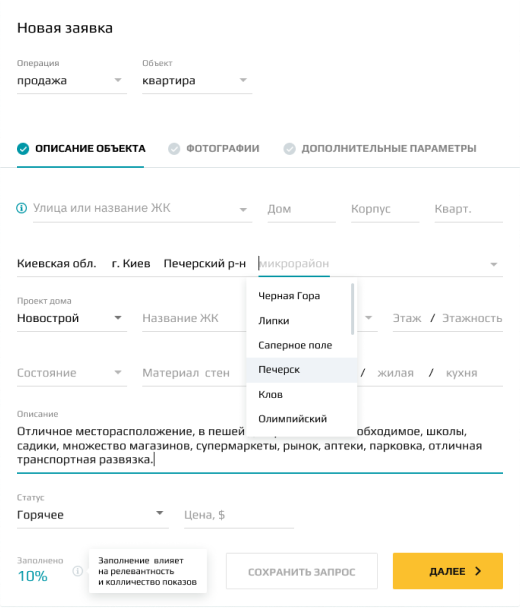 Новая заявка
Операция Объект
продажа квартира
ОПИСАНИЕ ОБЪЕКТА ФОТОГРАФИИ ДОПОЛНИТЕЛЬНЫЕ ПАРАМЕТРЫ
Улица или название ЖК Дом Корпус Кварт.
Киевская обл. г. Киев Печерский р-н микрорайон
Проект дома
Новострой Название ЖК Этаж / Этажность
Черная Гора
Липки
Саперное поле
Печерск
Клов
Олимпийский
Состояние Материал стен / жилая / кухня
Описание
Отличное месторасположение, в пешей обходимое, школы,
садики, множество магазинов, супермаркеты, рынок, аптеки, парковка, отличная
транспортная развязка.
Статус
Горячее Цена, $
Заполнено
10%
Заполнение влияет
на релевантность
и колличество показов
СОХРАНИТЬ ЗАПРОС ДАЛЕЕ >